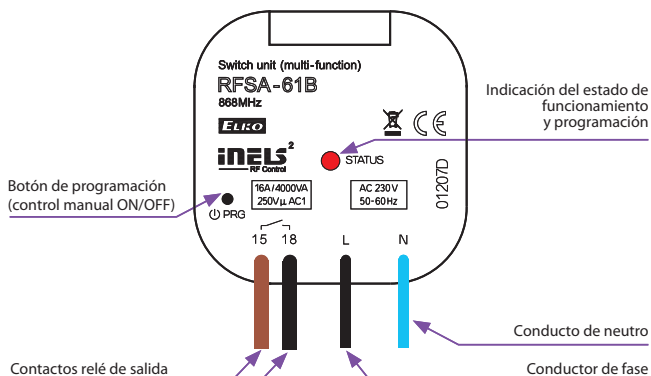 Switch unit (multi-function)
RFSA-61B
868MHz
ELKO
iNELS²
RF Control
STATUS
01207D
Indicación del estado de
funcionamiento
y programación
Botón de programación
(control manual ON/OFF)
PRG
16A/4000VA
250V µ AC1
AC 230V
50-60Hz
15 18 L N
Conducto de neutro
Contactos relé de salida
Conductor de fase